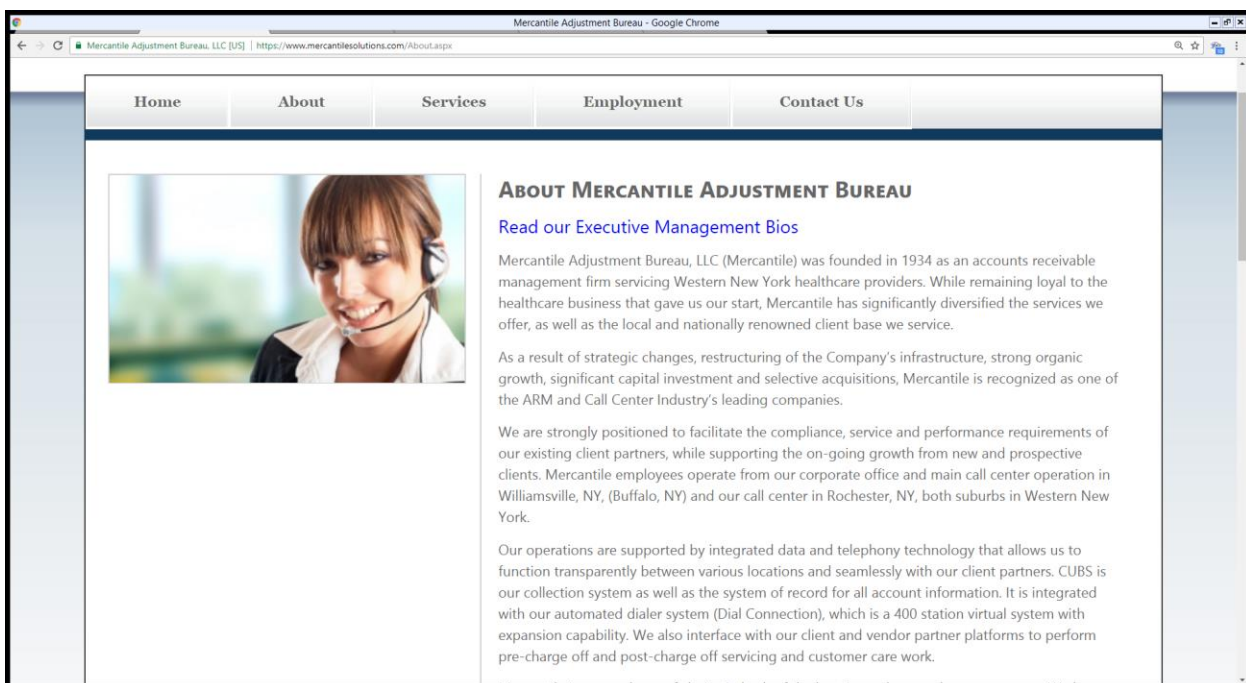 Mercantile Adjustment Bureau - Google Chrome
Mercantile Adjustment Bureau, LLC [US] | https://www.mercantilesolutions.com/About.aspx
Home About Services Employment Contact Us
ABOUT MERCANTILE ADJUSTMENT BUREAU
Read our Executive Management Bios
Mercantile Adjustment Bureau, LLC (Mercantile) was founded in 1934 as an accounts receivable
management firm servicing Western New York healthcare providers. While remaining loyal to the
healthcare business that gave us our start, Mercantile has significantly diversified the services we
offer, as well as the local and nationally renowned client base we service.
As a result of strategic changes, restructuring of the Company's infrastructure, strong organic
growth, significant capital investment and selective acquisitions, Mercantile is recognized as one of
the ARM and Call Center Industry's leading companies.
We are strongly positioned to facilitate the compliance, service and performance requirements of
our existing client partners, while supporting the on-going growth from new and prospective
clients. Mercantile employees operate from our corporate office and main call center operation in
Williamsville, NY, (Buffalo, NY) and our call center in Rochester, NY, both suburbs in Western New
York.
Our operations are supported by integrated data and telephony technology that allows us to
function transparently between various locations and seamlessly with our client partners. CUBS is
our collection system as well as the system of record for all account information. It is integrated
with our automated dialer system (Dial Connection), which is a 400 station virtual system with
expansion capability. We also interface with our client and vendor partner platforms to perform
pre-charge off and post-charge off servicing and customer care work.